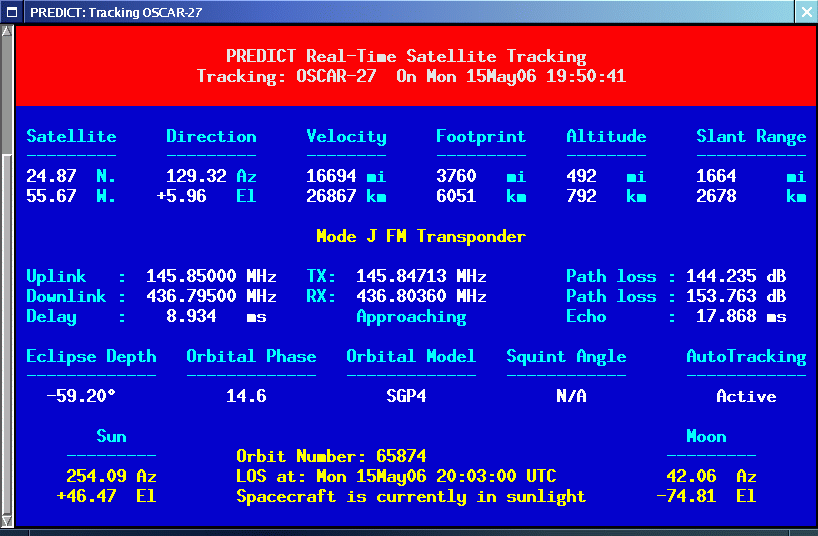 PREDICT: Tracking OSCAR-27
PREDICT Real-Time Satellite Tracking
Tracking: OSCAR-27 On Mon 15May06 19:50:41
Satellite Direction Velocity Footprint Altitude Slant Range
--------- --------- -------- --------- -------- -----------
24.87 N. 129.32 Az 16694 mi 3760 mi 492 mi 1664 mi
55.67 W. +5.96 El 26867 km 6051 km 792 km 2678 km
Mode J FM Transponder
Uplink : 145.85000 MHz TX: 145.84713 MHz Path loss : 144.235 dB
Downlink : 436.79500 MHz RX: 436.80360 MHz Path loss : 153.763 dB
Delay : 8.934 ms Approaching Echo : 17.868 ms
Eclipse Depth Orbital Phase Orbital Model Squint Angle AutoTracking
------------- ------------- ------------- ------------ ------------
-59.20° 14.6 SGP4 N/A Active
Sun Moon
--------- Orbit Number: 65874 ---------
254.09 Az LOS at: Mon 15May06 20:03:00 UTC 42.06 Az
+46.47 El Spacecraft is currently in sunlight -74.81 El